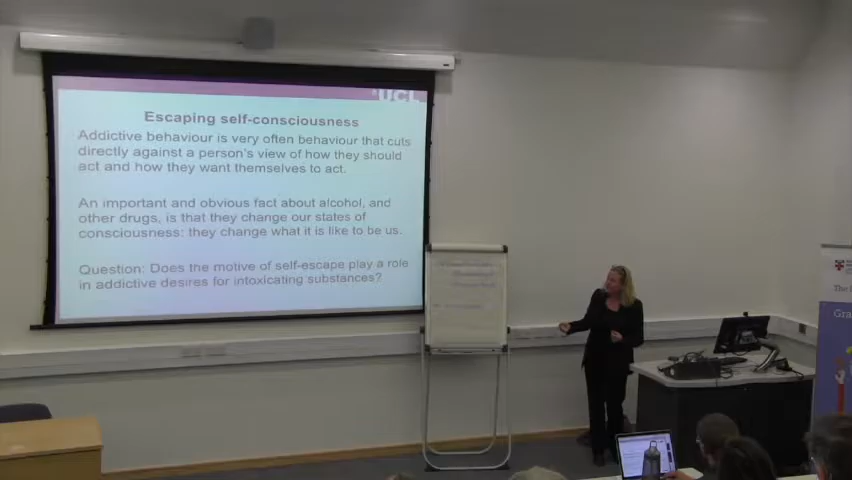 UCL
Escaping self-consciousness
Addictive behaviour is very often behaviour that cuts
directly against a person's view of how they should
act and how they want themselves to act.
An important and obvious fact about alcohol, and
other drugs, is that they change our states of
consciousness: they change what it is like to be us.
Question: Does the motive of self-escape play a role
in addictive desires for intoxicating substances?
The
Gra